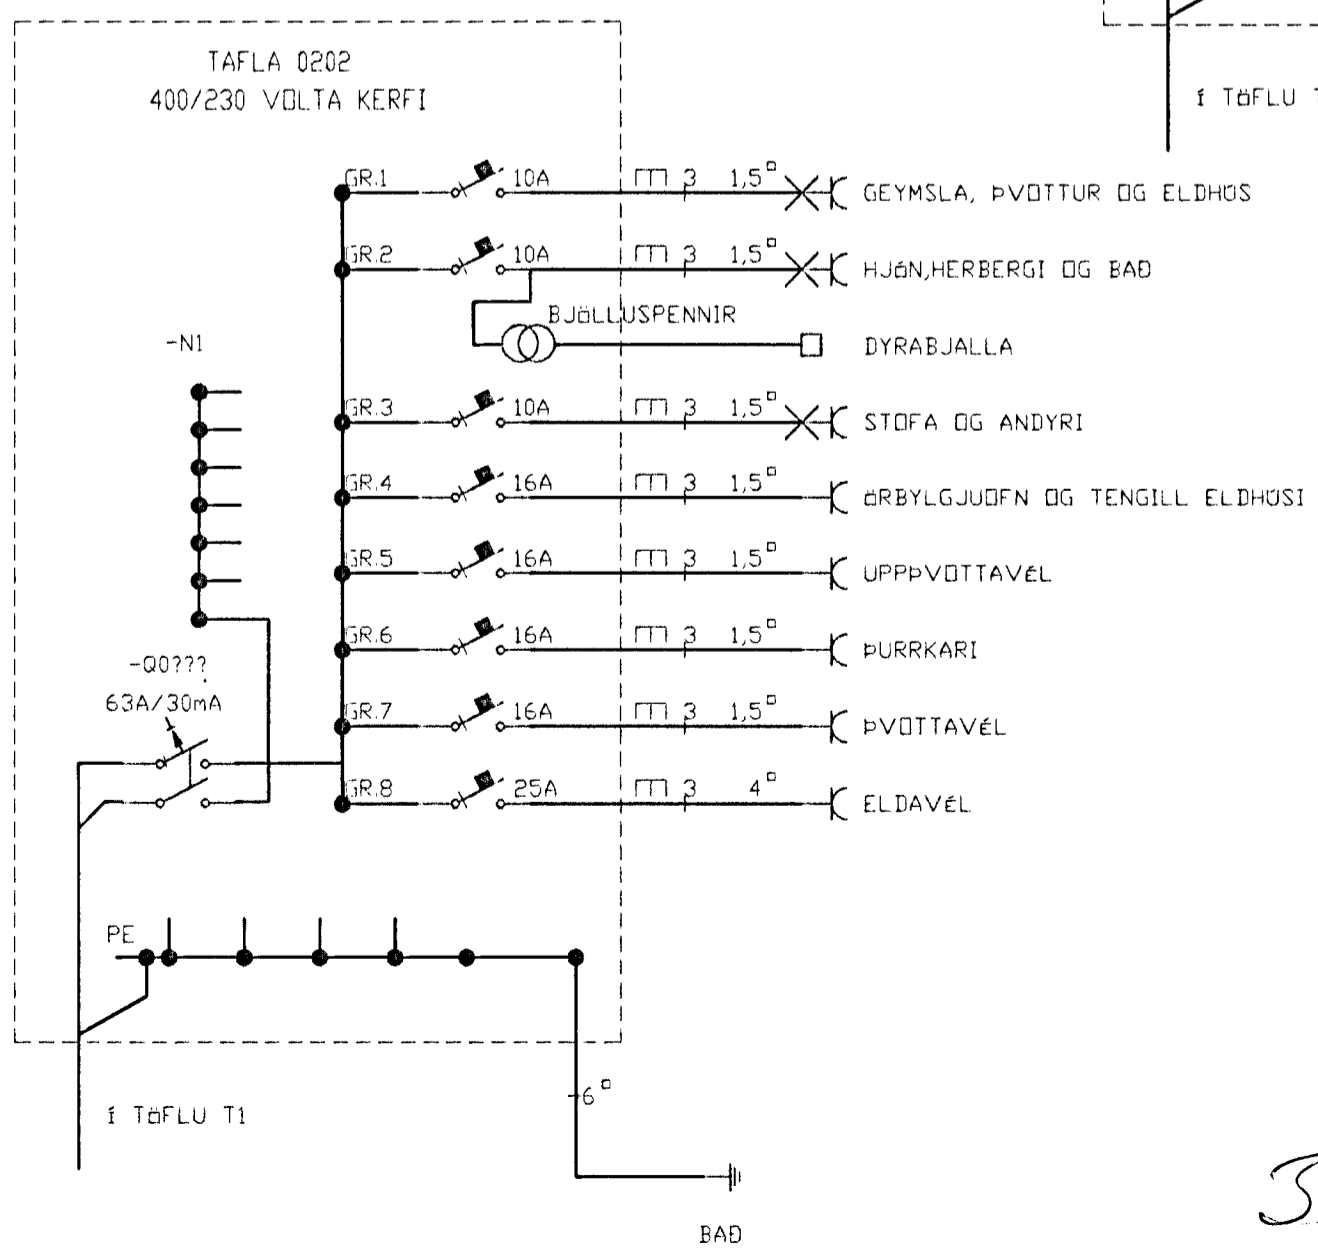 TAFLA 0202
400/230 VOLTA KERFI
Í TÖFLU
GR.1 10A 3 1,5□ GEYMSLA, ÞVOTTUR OG ELDHÚS
GR.2 10A 3 1,5□ HJÓN,HERBERGI OG BAÐ
BJÖLLUSPENNIR
DYRABJALLA
-N1
GR.3 10A 3 1,5□ STOFA OG ANDYRI
GR.4 16A 3 1,5□ ÖRBYLGJUOFN OG TENGILL ELDHÚSI
GR.5 16A 3 1,5□ UPPÞVOTTAVÉL
GR.6 16A 3 1,5□ ÞURRKARI
-Q0???
63A/30mA
GR.7 16A 3 1,5□ ÞVOTTAVÉL
GR.8 25A 3 4□ ELDAVÉL
PE
6□
Í TÖFLU T1
BAÐ